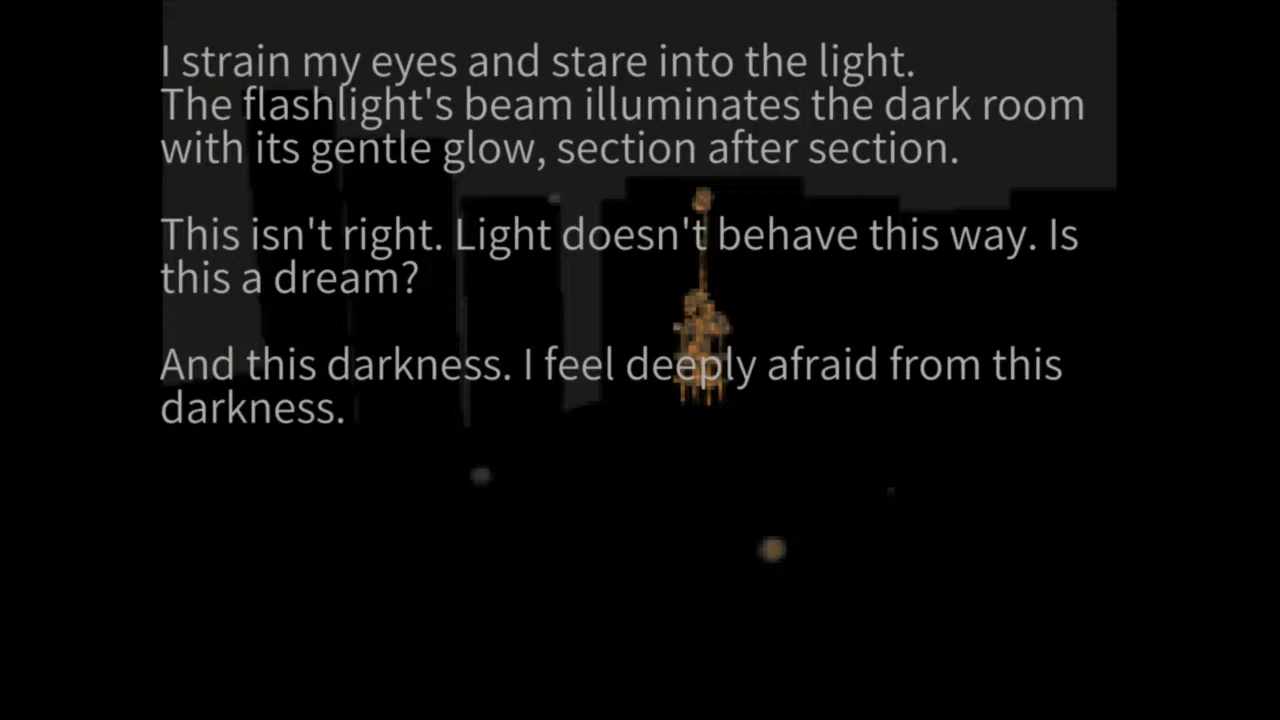 I strain my eyes and stare into the light.
The flashlight's beam illuminates the dark room
with its gentle glow, section after section.
This isn't right. Light doesn't behave this way. Is
this a dream?
And this darkness. I feel deeply afraid from this
darkness.